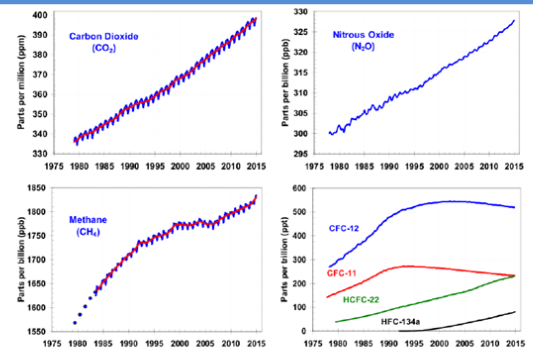 Carbon Dioxide
(CO₂)
Parts per million (ppm)
400
390
380
370
360
350
340
330
1975 1980 1985 1990 1995 2000 2005 2010 2015
Nitrous Oxide
(N₂O)
Parts per billion (ppb)
330
325
320
315
310
305
300
295
1975 1980 1985 1990 1995 2000 2005 2010 2015
Methane
(CH₄)
Parts per billion (ppb)
1850
1800
1750
1700
1650
1600
1550
1975 1980 1985 1990 1995 2000 2005 2010 2015
Parts per billion (ppt)
600
500
400
300
200
100
0
CFC-12
CFC-11
HCFC-22
HFC-134a
1975 1980 1985 1990 1995 2000 2005 2010 2015